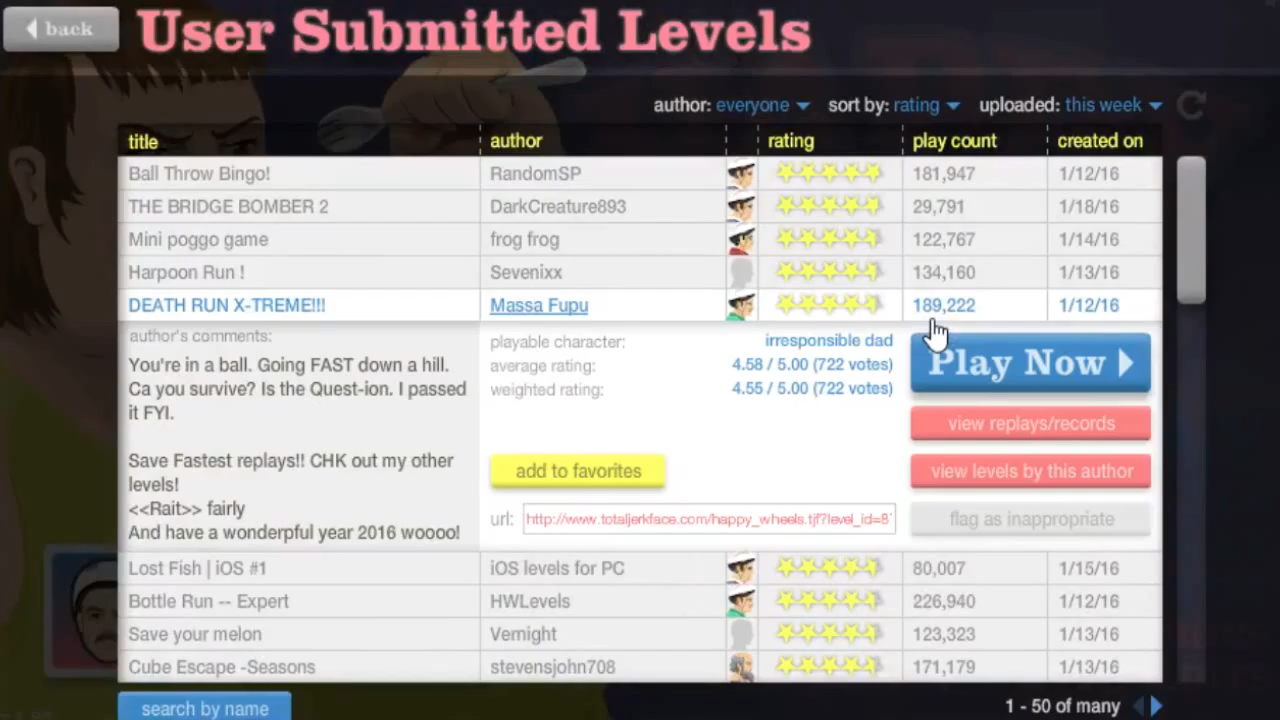 back
User Submitted Levels
author: everyone sort by: rating uploaded: this week
title author rating play count created on
Ball Throw Bingo! RandomSP 181,947 1/12/16
THE BRIDGE BOMBER 2 DarkCreature893 29,791 1/18/16
Mini poggo game frog frog 122,767 1/14/16
Harpoon Run ! Sevenixx 134,160 1/13/16
DEATH RUN X-TREME!!! Massa Fupu 189,222 1/12/16
author's comments:
You're in a ball. Going FAST down a hill.
Ca you survive? Is the Quest-ion. I passed
it FYI.
Save Fastest replays!! CHK out my other
levels!
<<Rait>> fairly
And have a wonderpful year 2016 woooo!
playable character: irresponsible dad
average rating: 4.58 / 5.00 (722 votes)
weighted rating: 4.55 / 5.00 (722 votes)
add to favorites
url: http://www.totaljerkface.com/happy_wheels.tjf?level_id=8
Play Now
view replays/records
view levels by this author
flag as inappropriate
Lost Fish | iOS #1 iOS levels for PC 80,007 1/15/16
Bottle Run -- Expert HWLevels 226,940 1/12/16
Save your melon Vernight 123,323 1/13/16
Cube Escape -Seasons stevensjohn708 171,179 1/13/16
search by name
1 - 50 of many